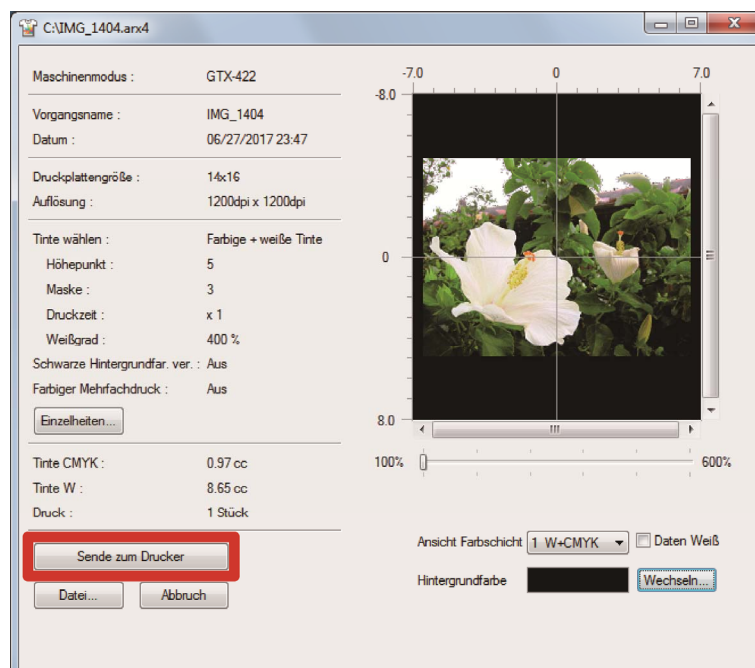 C:\IMG_1404.arx4
Maschinenmodus : GTX-422
Vorgangsname : IMG_1404
Datum : 06/27/2017 23:47
Druckplattengröße : 14x16
Auflösung : 1200dpi x 1200dpi
Tinte wählen : Farbige + weiße Tinte
Höhepunkt : 5
Maske : 3
Druckzeit : x 1
Weißgrad : 400 %
Schwarze Hintergrundfar. ver. : Aus
Farbiger Mehrfachdruck : Aus
Einzelheiten...
Tinte CMYK : 0.97 cc
Tinte W : 8.65 cc
Druck : 1 Stück
Sende zum Drucker
Datei... Abbruch
-7.0 0 7.0
-8.0
0
8.0
100% 600%
Ansicht Farbschicht 1 W+CMYK Daten Weiß
Hintergrundfarbe Wechseln...